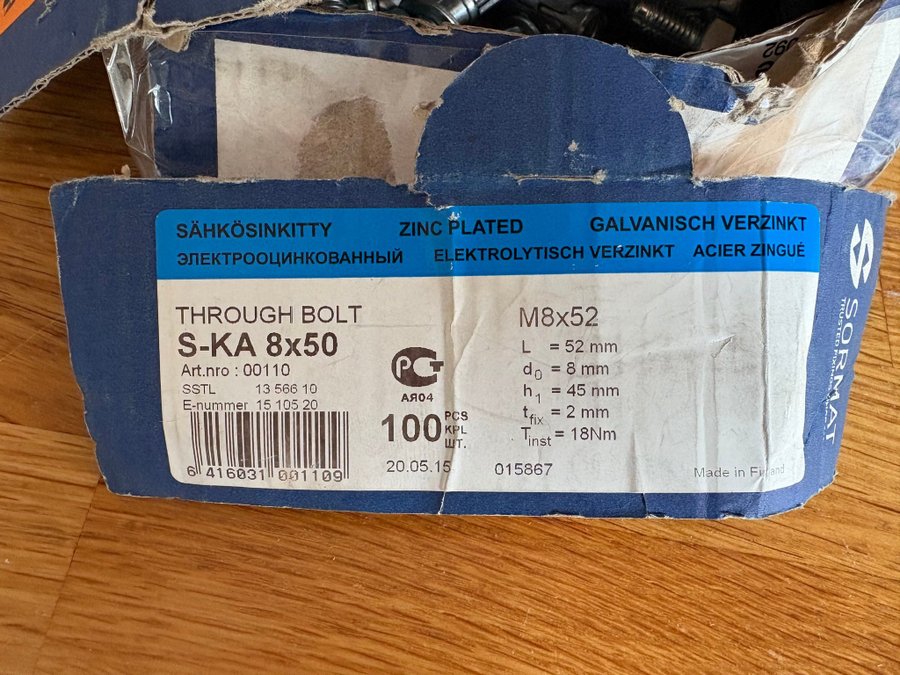 SÄHKÖSINKITTY ZINC PLATED GALVANISCH VERZINKT
ЭЛЕКТРООЦИНКОВАННЫЙ ELEKTROLYTISCH VERZINKT ACIER ZINGUÉ
THROUGH BOLT
S-KA 8x50
Art.nro : 00110
SSTL 13 566 10
E-nummer 15 105 20
6 416031 001109
РСТ
АЯ04
100 PCS
KPL
ШТ.
20.05.15
015867
M8x52
L = 52 mm
d0 = 8 mm
h1 = 45 mm
tfix = 2 mm
Tinst = 18Nm
Made in Finland
SORMAT